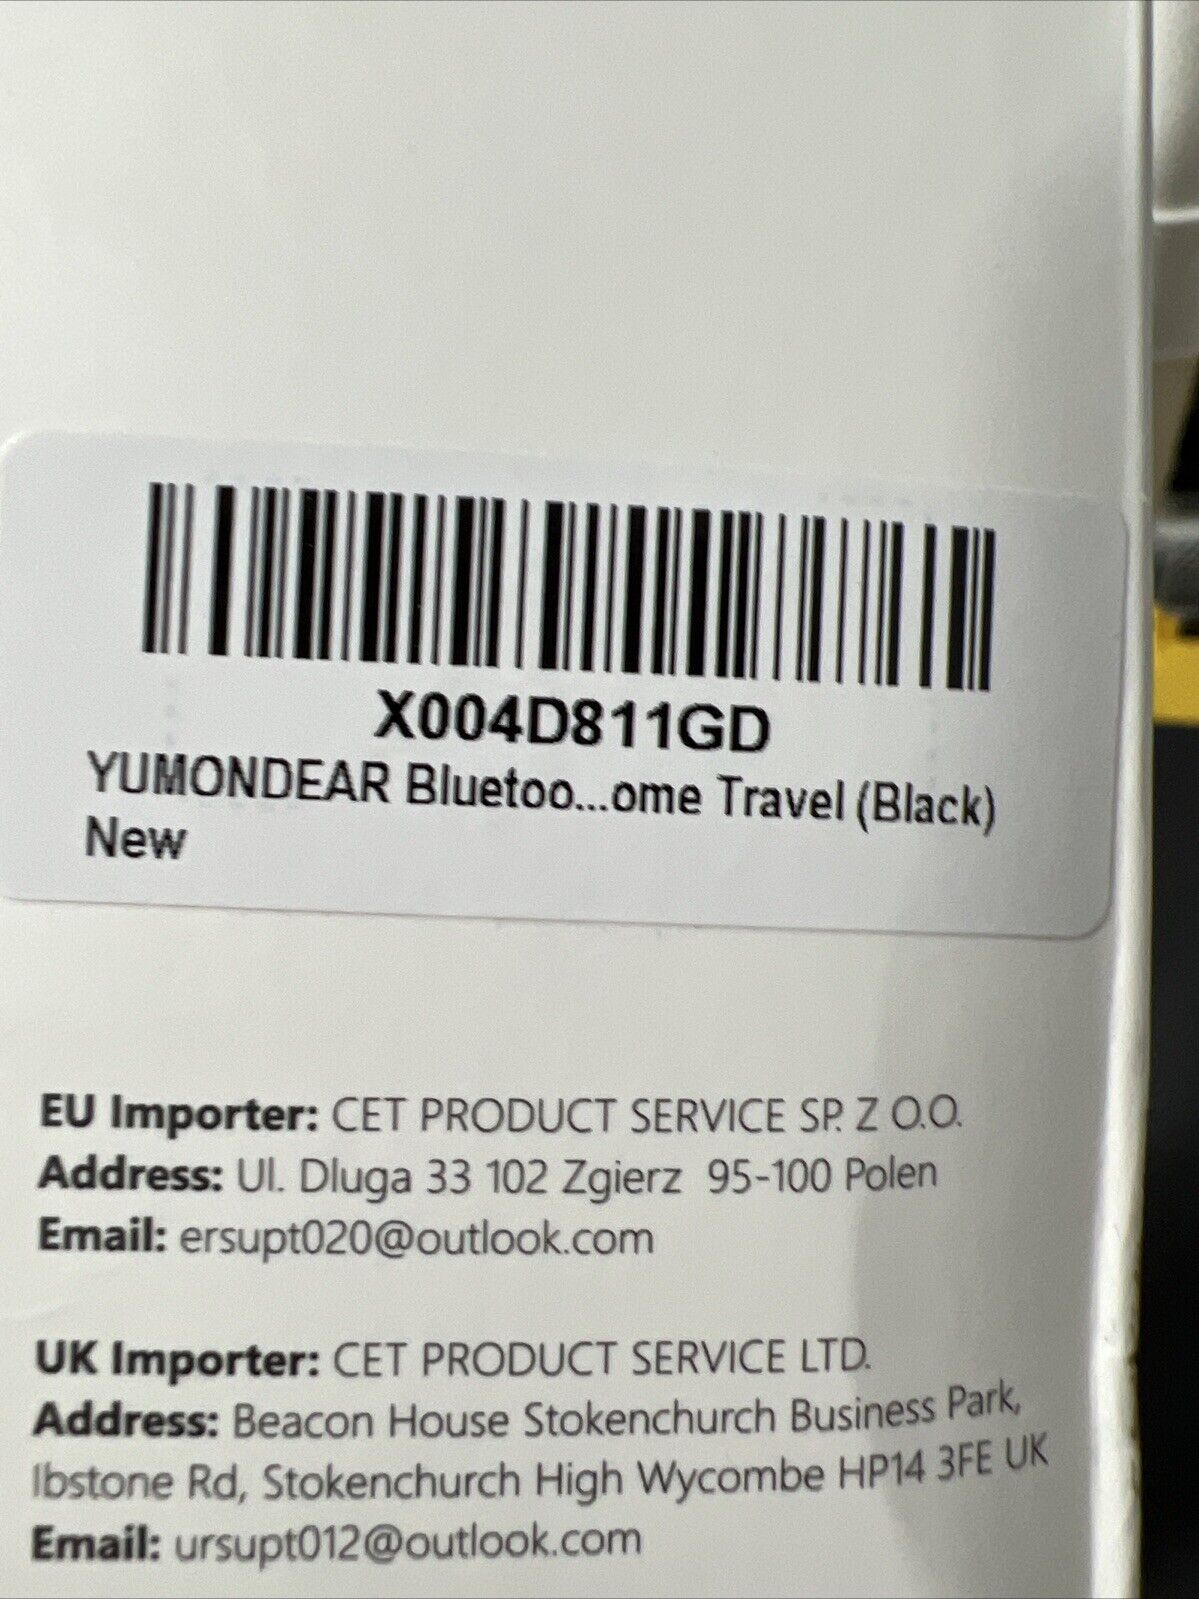 X004D811GD
YUMONDEAR Bluetoo...ome Travel (Black)
New
EU Importer: CET PRODUCT SERVICE SP. Z O.O.
Address: Ul. Dluga 33 102 Zgierz 95-100 Polen
Email: ersupt020@outlook.com
UK Importer: CET PRODUCT SERVICE LTD.
Address: Beacon House Stokenchurch Business Park,
Ibstone Rd, Stokenchurch High Wycombe HP14 3FE UK
Email: ursupt012@outlook.com